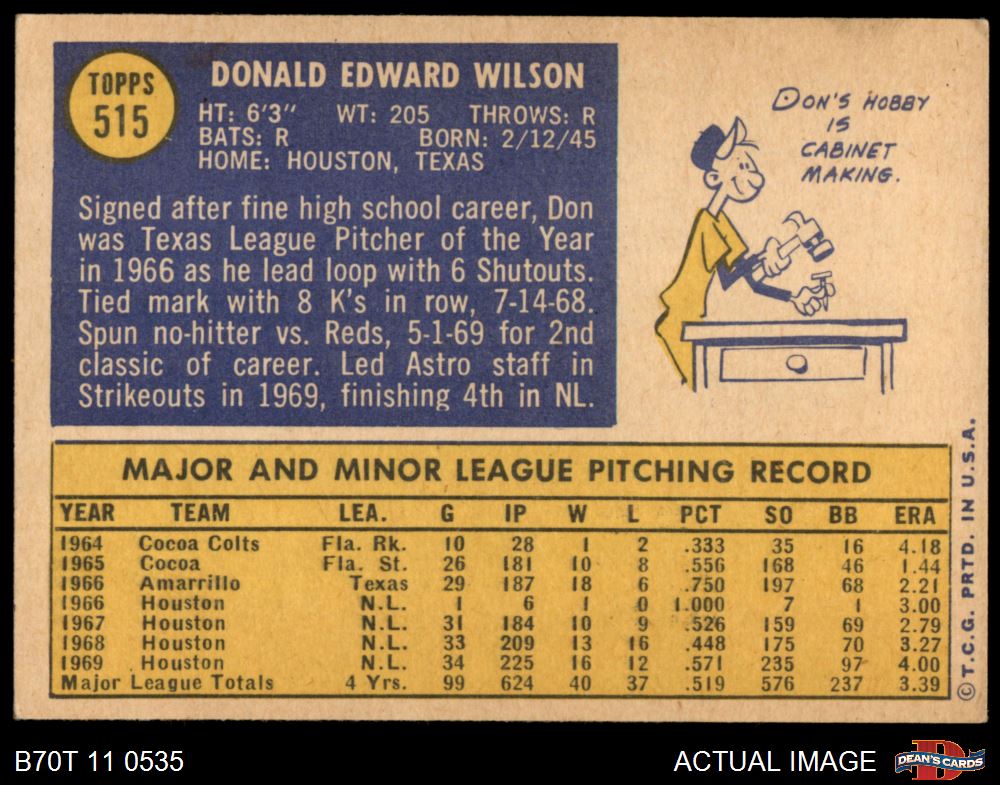 TOPPS
515
DONALD EDWARD WILSON
HT: 6'3" WT: 205 THROWS: R
BATS: R BORN: 2/12/45
HOME: HOUSTON, TEXAS
Signed after fine high school career, Don
was Texas League Pitcher of the Year
in 1966 as he lead loop with 6 Shutouts.
Tied mark with 8 K's in row, 7-14-68.
Spun no-hitter vs. Reds, 5-1-69 for 2nd
classic of career. Led Astro staff in
Strikeouts in 1969, finishing 4th in NL.
DON'S HOBBY
IS
CABINET
MAKING.
MAJOR AND MINOR LEAGUE PITCHING RECORD
YEAR TEAM LEA. G IP W L PCT SO BB ERA
1964 Cocoa Colts Fla. Rk. 10 28 1 2 .333 35 16 4.18
1965 Cocoa Fla. St. 26 181 10 8 .556 168 46 1.44
1966 Amarrillo Texas 29 187 18 6 .750 197 68 2.21
1966 Houston N.L. 1 6 1 0 1.000 7 1 3.00
1967 Houston N.L. 31 184 10 9 .526 159 69 2.79
1968 Houston N.L. 33 209 13 16 .448 175 70 3.27
1969 Houston N.L. 34 225 16 12 .571 235 97 4.00
Major League Totals 4 Yrs. 99 624 40 37 .519 576 237 3.39
© T.C.G. PRTD. IN U.S.A.
B70T 11 0535
ACTUAL IMAGE
DEAN'S CARDS